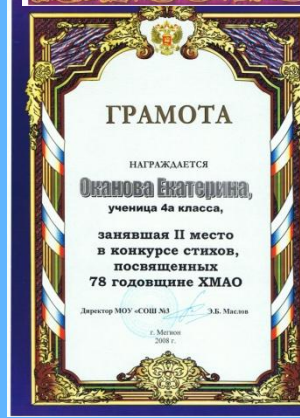 ГРАМОТА
НАГРАЖДАЕТСЯ
Оканова Екатерина,
ученица 4а класса,
занявшая II место
в конкурсе стихов,
посвященных
78 годовщине ХМАО
Директор МОУ «СОШ №3 Э.Б. Маслов
г. Мегион
2008 г.